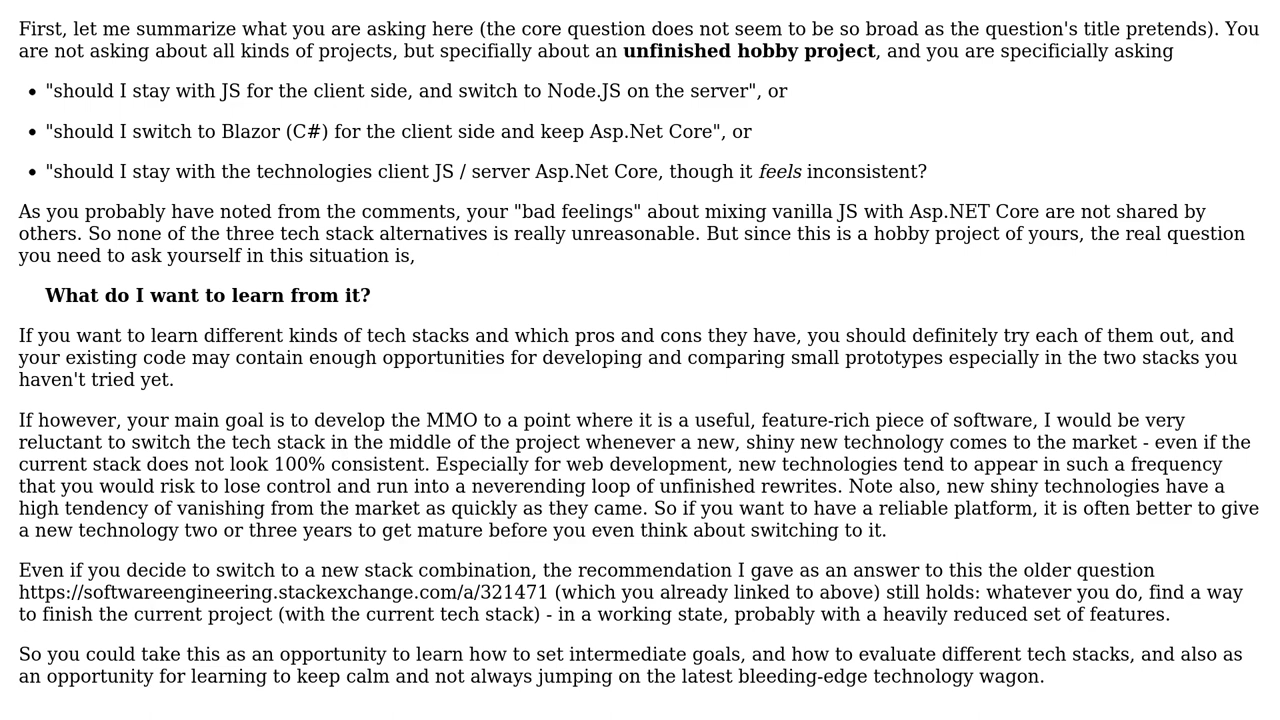 First, let me summarize what you are asking here (the core question does not seem to be so broad as the question's title pretends). You
are not asking about all kinds of projects, but specifially about an unfinished hobby project, and you are specificially asking
• "should I stay with JS for the client side, and switch to Node.JS on the server", or
• "should I switch to Blazor (C#) for the client side and keep Asp.Net Core", or
• "should I stay with the technologies client JS / server Asp.Net Core, though it feels inconsistent?
As you probably have noted from the comments, your "bad feelings" about mixing vanilla JS with Asp.NET Core are not shared by
others. So none of the three tech stack alternatives is really unreasonable. But since this is a hobby project of yours, the real question
you need to ask yourself in this situation is,
What do I want to learn from it?
If you want to learn different kinds of tech stacks and which pros and cons they have, you should definitely try each of them out, and
your existing code may contain enough opportunities for developing and comparing small prototypes especially in the two stacks you
haven't tried yet.
If however, your main goal is to develop the MMO to a point where it is a useful, feature-rich piece of software, I would be very
reluctant to switch the tech stack in the middle of the project whenever a new, shiny new technology comes to the market - even if the
current stack does not look 100% consistent. Especially for web development, new technologies tend to appear in such a frequency
that you would risk to lose control and run into a neverending loop of unfinished rewrites. Note also, new shiny technologies have a
high tendency of vanishing from the market as quickly as they came. So if you want to have a reliable platform, it is often better to give
a new technology two or three years to get mature before you even think about switching to it.
Even if you decide to switch to a new stack combination, the recommendation I gave as an answer to this the older question
https://softwareengineering.stackexchange.com/a/321471 (which you already linked to above) still holds: whatever you do, find a way
to finish the current project (with the current tech stack) - in a working state, probably with a heavily reduced set of features.
So you could take this as an opportunity to learn how to set intermediate goals, and how to evaluate different tech stacks, and also as
an opportunity for learning to keep calm and not always jumping on the latest bleeding-edge technology wagon.